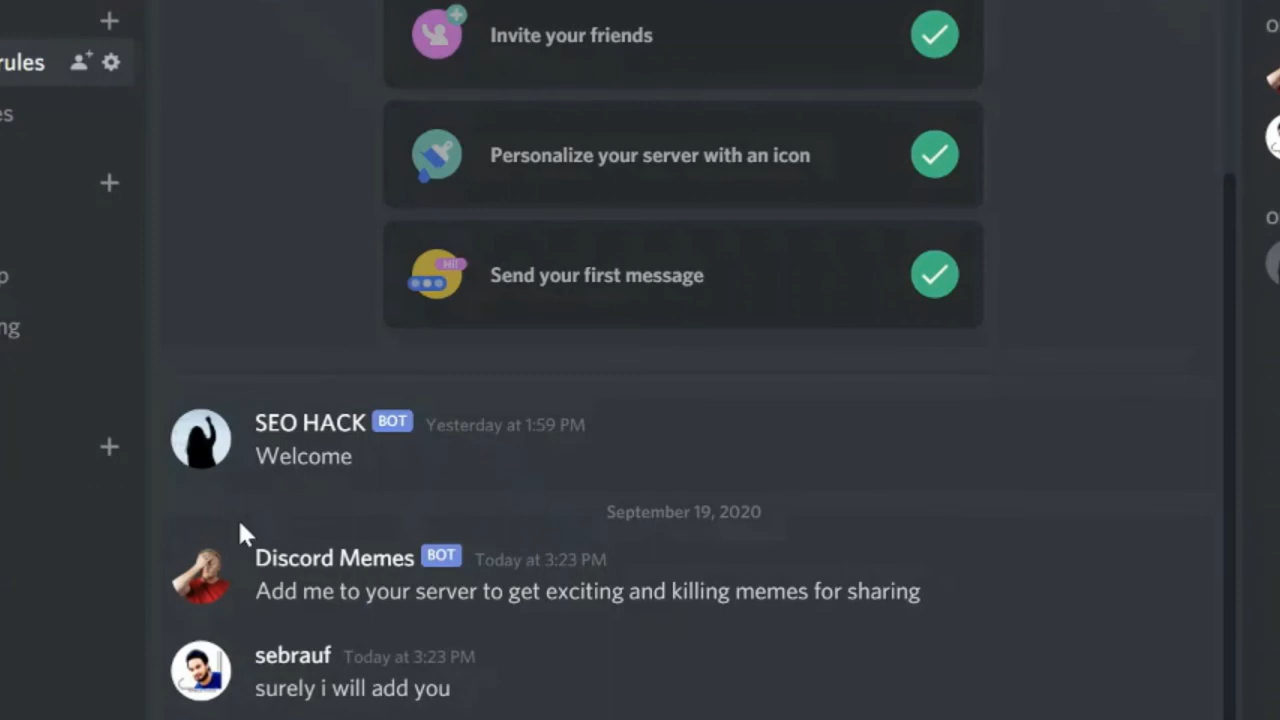 Invite your friends
rules
es
Personalize your server with an icon
Hi!
Send your first message
p
ng
SEO HACK BOT Yesterday at 1:59 PM
Welcome
September 19, 2020
Discord Memes BOT Today at 3:23 PM
Add me to your server to get exciting and killing memes for sharing
sebrauf Today at 3:23 PM
surely i will add you
O
O